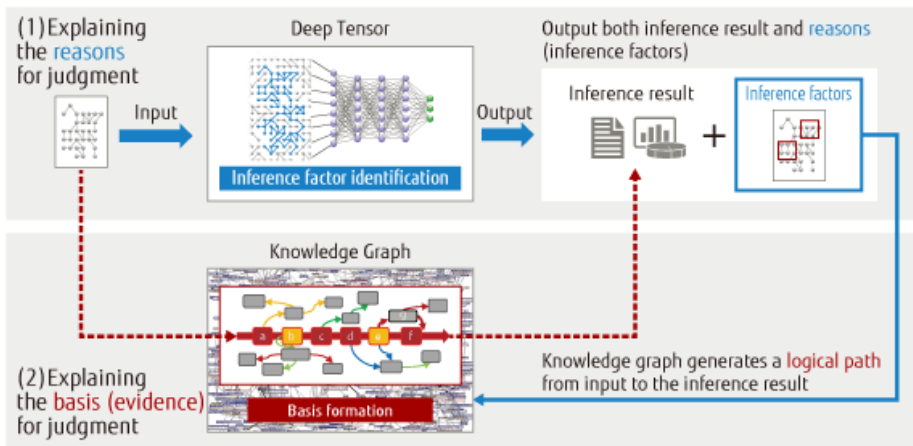 (1) Explaining
the reasons
for judgment
Deep Tensor
Output both inference result and reasons
(inference factors)
Input
Output
Inference result
+
Inference factors
Inference factor identification
Knowledge Graph
a b c d e f
g
Basis formation
(2) Explaining
the basis (evidence)
for judgment
Knowledge graph generates a logical path
from input to the inference result